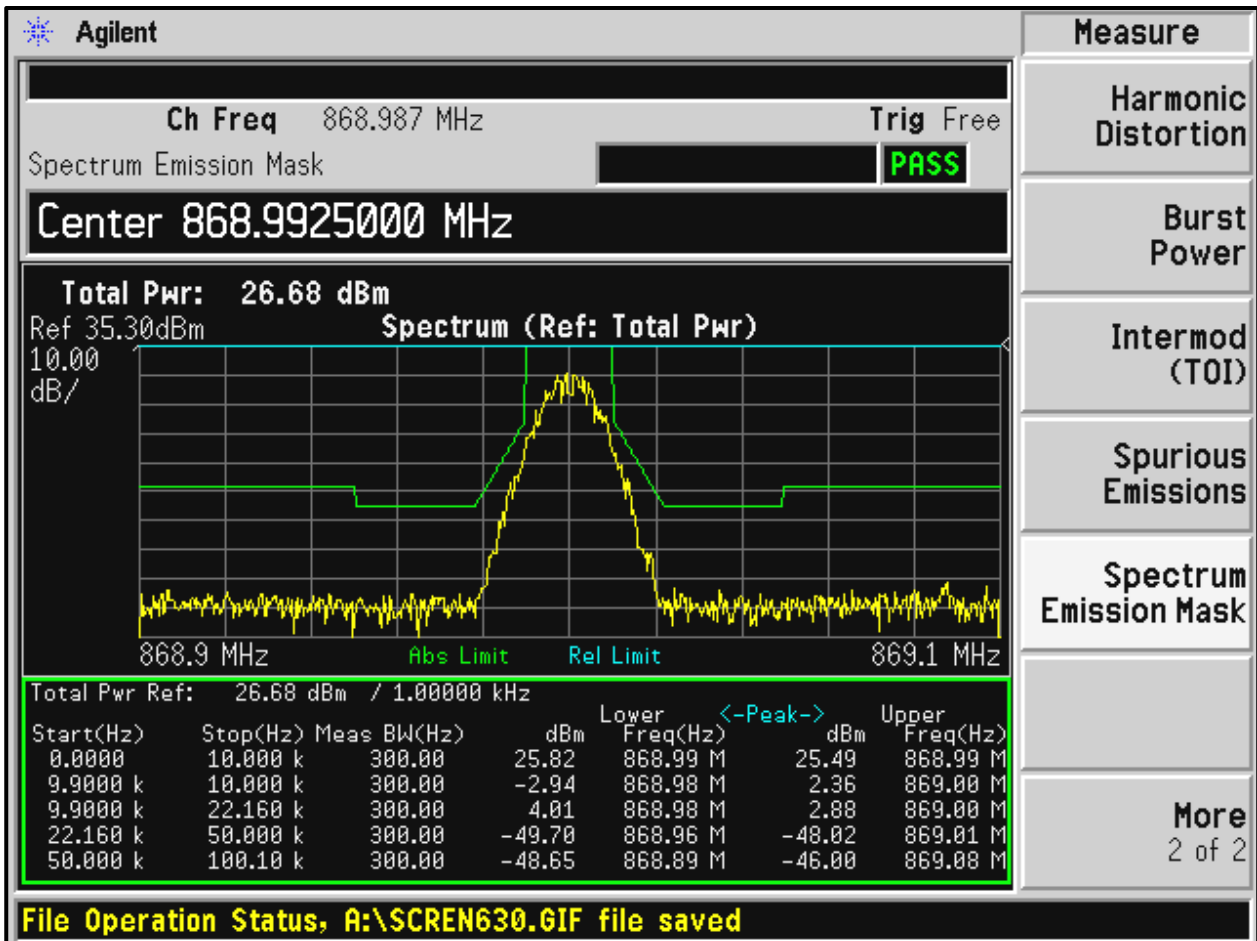 Agilent
Ch Freq 868.987 MHz Trig Free
Spectrum Emission Mask PASS
Center 868.9925000 MHz
Total Pwr: 26.68 dBm
Ref 35.30dBm Spectrum (Ref: Total Pwr)
10.00
dB/
868.9 MHz Abs Limit Rel Limit 869.1 MHz
Total Pwr Ref: 26.68 dBm / 1.00000 kHz
Lower <-Peak-> Upper
Start(Hz) Stop(Hz) Meas BW(Hz) dBm Freq(Hz) dBm Freq(Hz)
0.0000 10.000 k 300.00 25.82 868.99 M 25.49 868.99 M
9.9000 k 10.000 k 300.00 -2.94 868.98 M 2.36 869.00 M
9.9000 k 22.160 k 300.00 4.01 868.98 M 2.88 869.00 M
22.160 k 50.000 k 300.00 -49.70 868.96 M -48.02 869.01 M
50.000 k 100.10 k 300.00 -48.65 868.89 M -46.00 869.08 M
File Operation Status, A:\SCREN630.GIF file saved
Measure
Harmonic
Distortion
Burst
Power
Intermod
(TOI)
Spurious
Emissions
Spectrum
Emission Mask
More
2 of 2